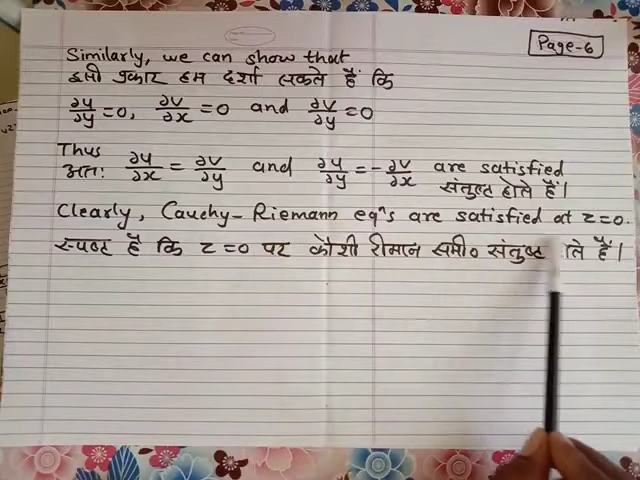 Page-6
Similarly, we can show that
इसी प्रकार हम दर्शा सकते हैं कि
∂u/∂y = 0, ∂v/∂x = 0 and ∂v/∂y = 0
Thus ∂u/∂x = ∂v/∂y and ∂u/∂y = -∂v/∂x are satisfied
अतः संतुष्ट होते हैं।
Clearly, Cauchy-Riemann eqⁿs are satisfied at z=0.
स्पष्ट है कि z=0 पर कौशी रीमान समी० संतुष्ट होते हैं।